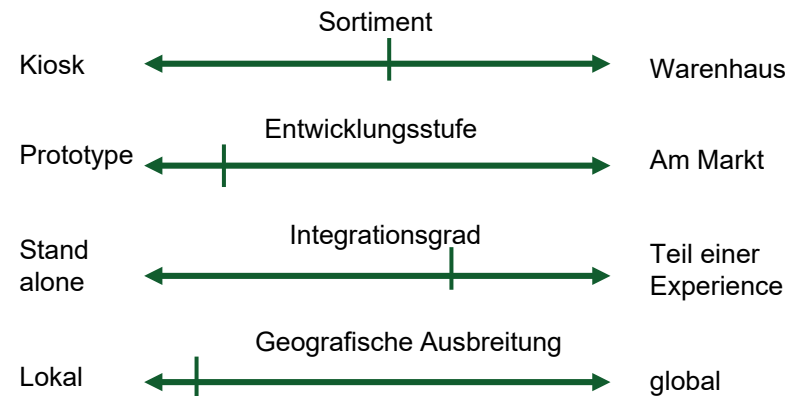 Sortiment
Kiosk
Warenhaus
Entwicklungsstufe
Prototype
Am Markt
Integrationsgrad
Stand
alone
Teil einer
Experience
Geografische Ausbreitung
Lokal
global